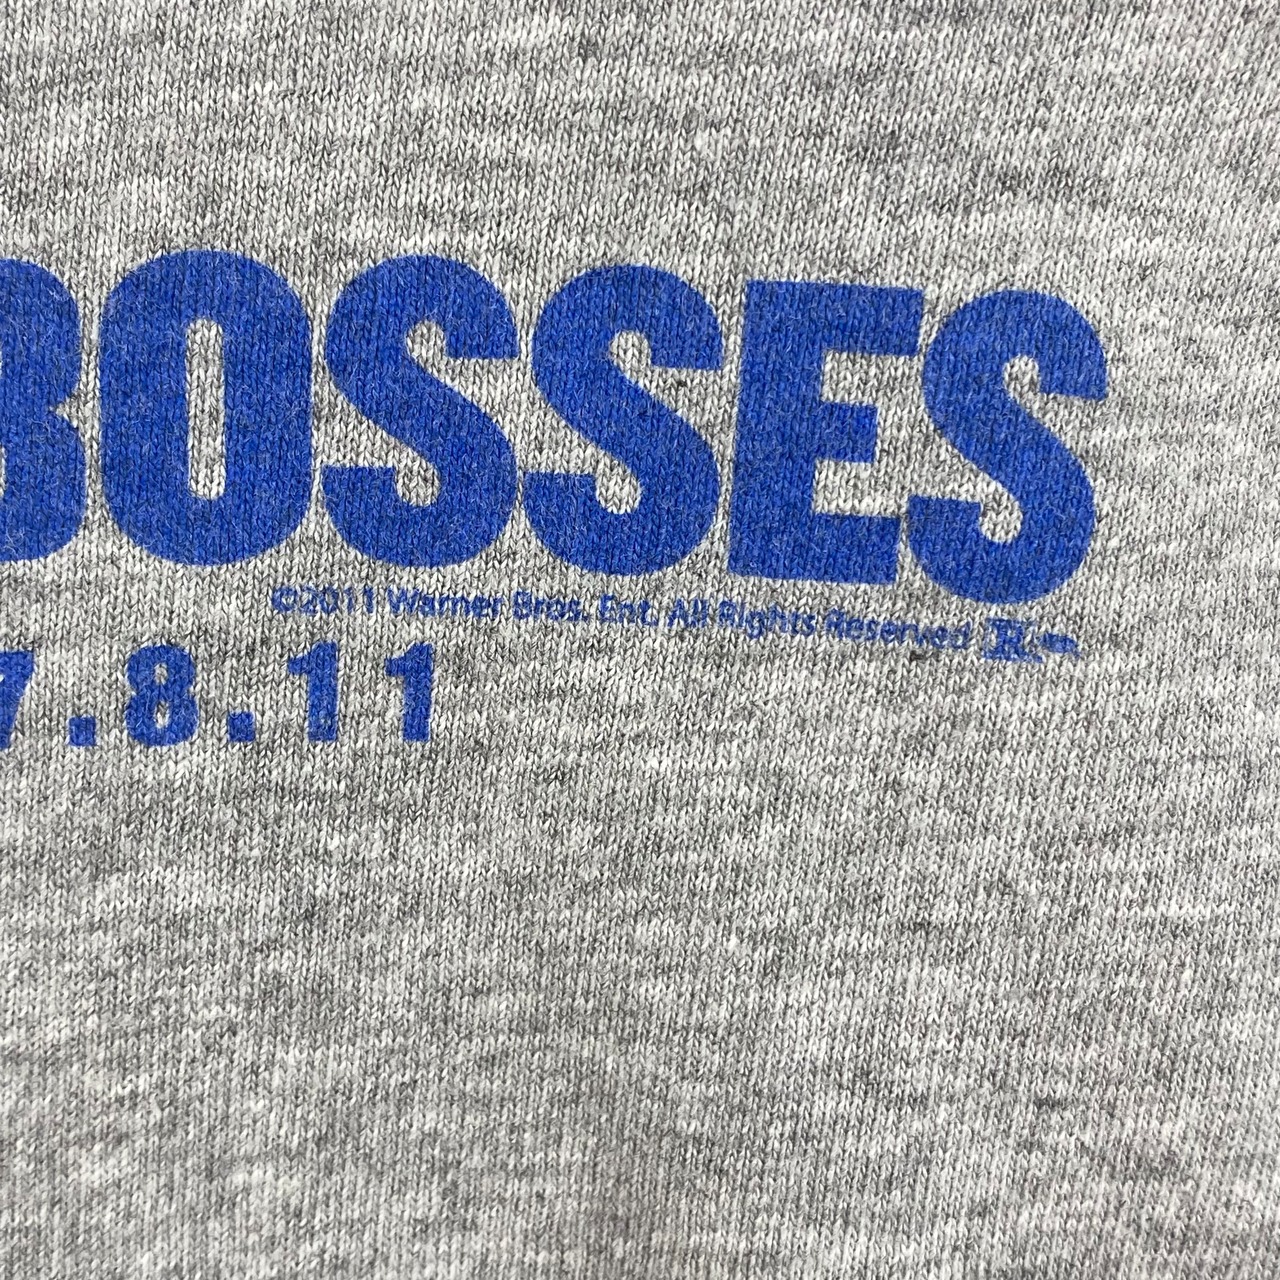 BOSSES
©2011 Warner Bros. Ent. All Rights Reserved R
7.8.11